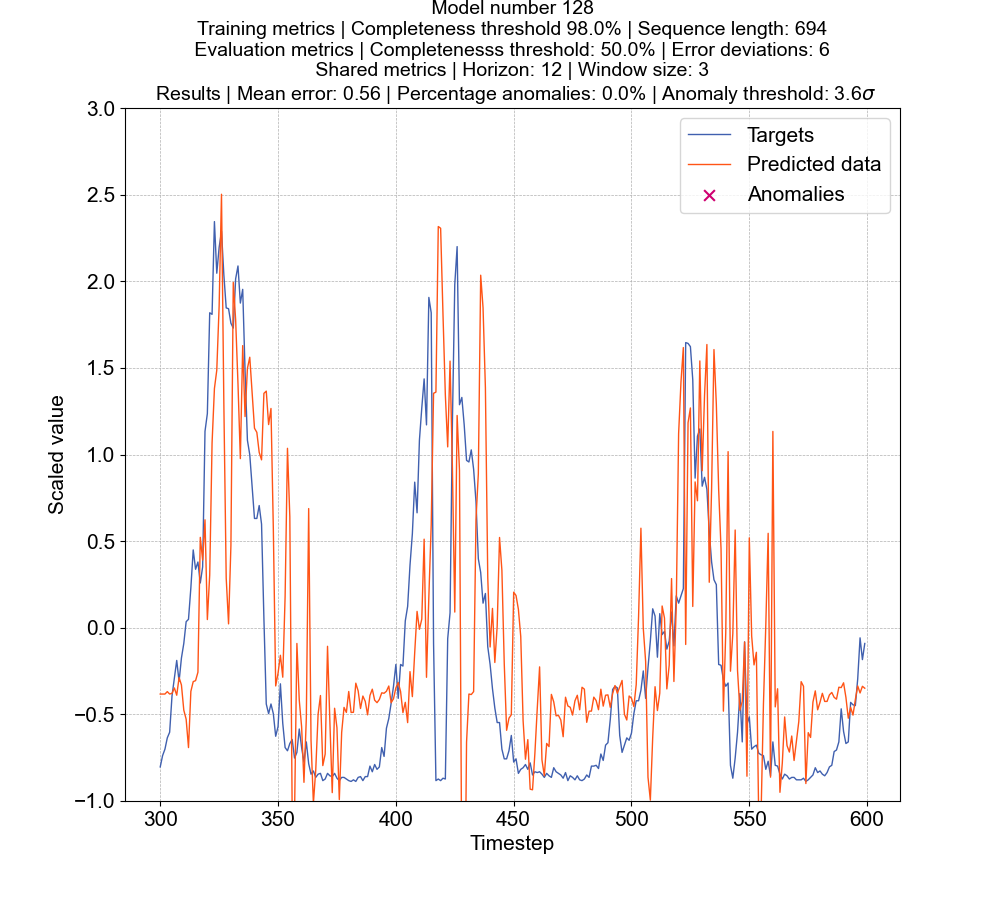 Model number 128
Training metrics | Completeness threshold 98.0% | Sequence length: 694
Evaluation metrics | Completenesss threshold: 50.0% | Error deviations: 6
Shared metrics | Horizon: 12 | Window size: 3
Results | Mean error: 0.56 | Percentage anomalies: 0.0% | Anomaly threshold: 3.6σ
3.0
2.5
2.0
1.5
1.0
0.5
0.0
−0.5
−1.0
Scaled value
Targets
Predicted data
Anomalies
300 350 400 450 500 550 600
Timestep